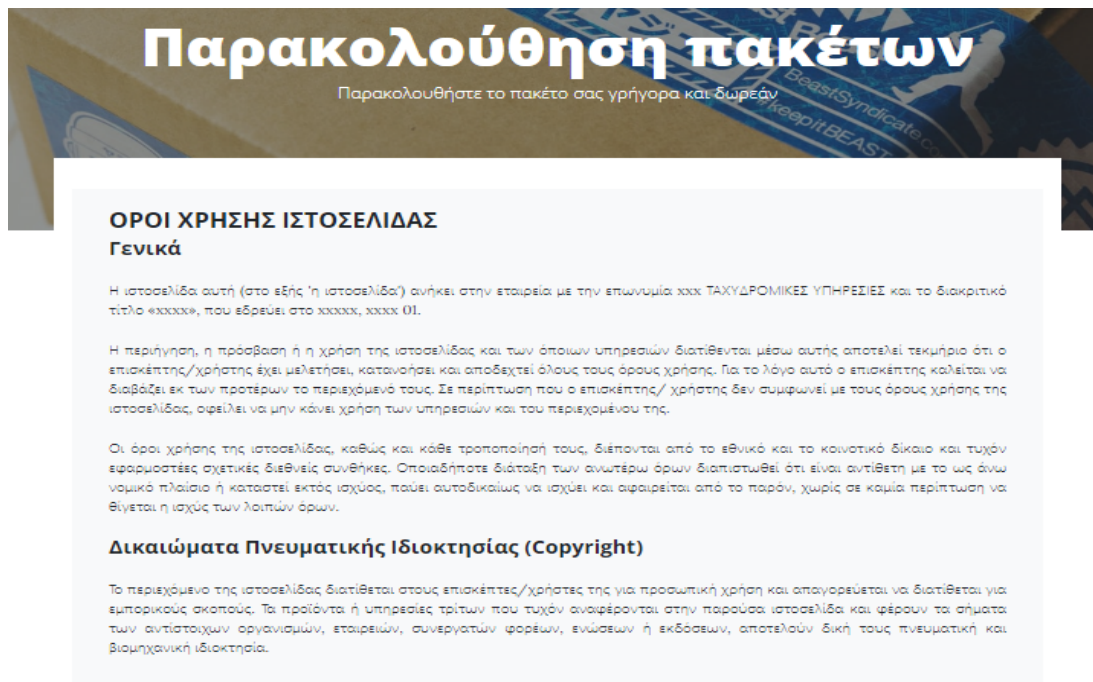 Παρακολούθηση πακέτων
Παρακολουθήστε το πακέτο σας γρήγορα και δωρεάν
BeastSyndicate.co
#keepitBEAST
ΟΡΟΙ ΧΡΗΣΗΣ ΙΣΤΟΣΕΛΙΔΑΣ
Γενικά
Η ιστοσελίδα αυτή (στο εξής 'η ιστοσελίδα') ανήκει στην εταιρεία με την επωνυμία xxx ΤΑΧΥΔΡΟΜΙΚΕΣ ΥΠΗΡΕΣΙΕΣ και το διακριτικό
τίτλο «xxxx», που εδρεύει στο xxxxx, xxxx 01.
Η περιήγηση, η πρόσβαση ή η χρήση της ιστοσελίδας και των όποιων υπηρεσιών διατίθενται μέσω αυτής αποτελεί τεκμήριο ότι ο
επισκέπτης/χρήστης έχει μελετήσει, κατανοήσει και αποδεχτεί όλους τους όρους χρήσης. Για το λόγο αυτό ο επισκέπτης καλείται να
διαβάζει εκ των προτέρων το περιεχόμενό τους. Σε περίπτωση που ο επισκέπτης/ χρήστης δεν συμφωνεί με τους όρους χρήσης της
ιστοσελίδας, οφείλει να μην κάνει χρήση των υπηρεσιών και του περιεχομένου της.
Οι όροι χρήσης της ιστοσελίδας, καθώς και κάθε τροποποίησή τους, διέπονται από το εθνικό και το κοινοτικό δίκαιο και τυχόν
εφαρμοστέες σχετικές διεθνείς συνθήκες. Οποιαδήποτε διάταξη των ανωτέρω όρων διαπιστωθεί ότι είναι αντίθετη με το ως άνω
νομικό πλαίσιο ή καταστεί εκτός ισχύος, παύει αυτοδικαίως να ισχύει και αφαιρείται από το παρόν, χωρίς σε καμία περίπτωση να
θίγεται η ισχύς των λοιπών όρων.
Δικαιώματα Πνευματικής Ιδιοκτησίας (Copyright)
Το περιεχόμενο της ιστοσελίδας διατίθεται στους επισκέπτες/χρήστες της για προσωπική χρήση και απαγορεύεται να διατίθεται για
εμπορικούς σκοπούς. Τα προϊόντα ή υπηρεσίες τρίτων που τυχόν αναφέρονται στην παρούσα ιστοσελίδα και φέρουν τα σήματα
των αντίστοιχων οργανισμών, εταιρειών, συνεργατών φορέων, ενώσεων ή εκδόσεων, αποτελούν δική τους πνευματική και
βιομηχανική ιδιοκτησία.